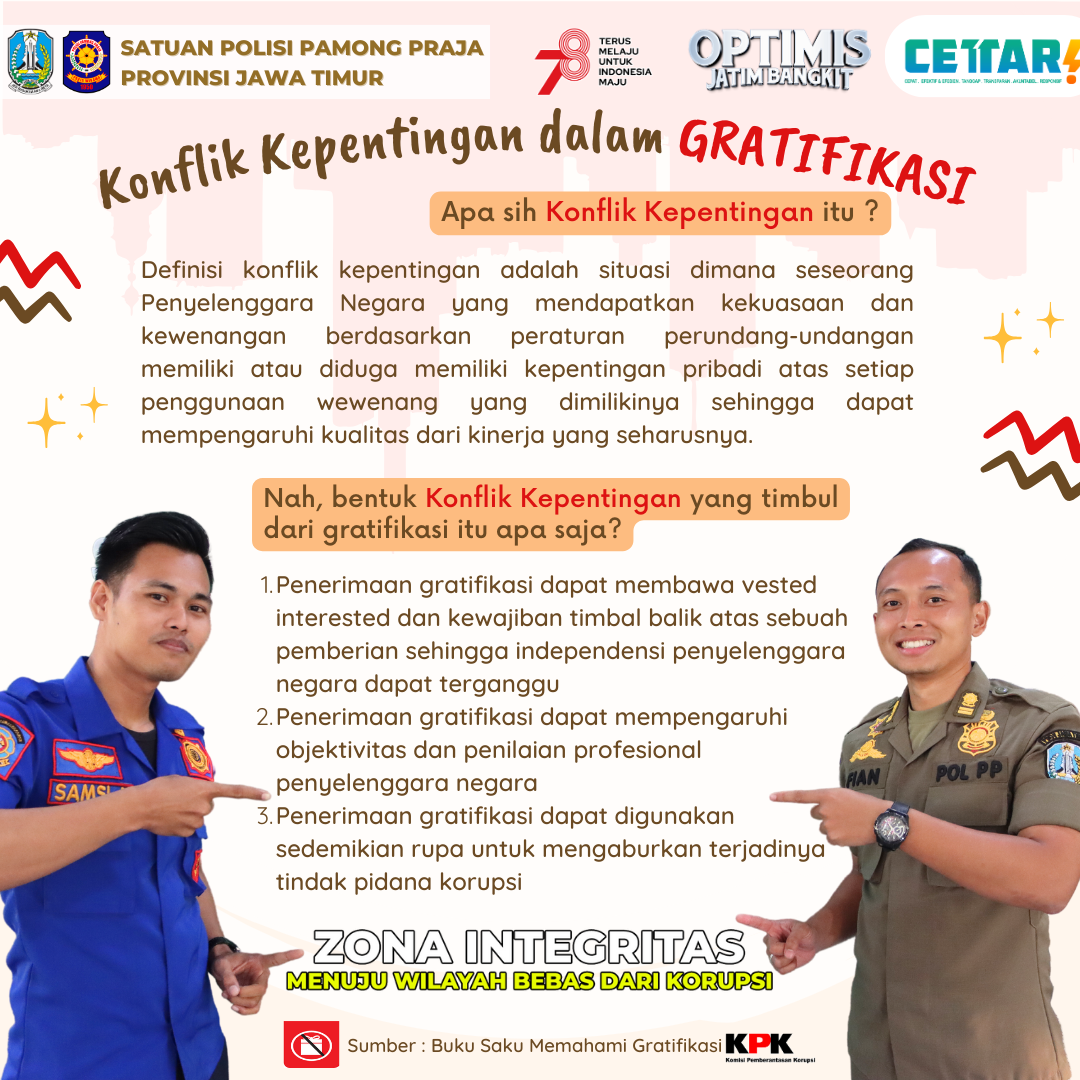 SATUAN POLISI PAMONG PRAJA
PROVINSI JAWA TIMUR
78
TERUS
MELAJU
UNTUK
INDONESIA
MAJU
OPTIMIS
JATIM BANGKIT
CETTAR!
Konflik Kepentingan dalam GRATIFIKASI
Apa sih Konflik Kepentingan itu ?
Definisi konflik kepentingan adalah situasi dimana seseorang
Penyelenggara Negara yang mendapatkan kekuasaan dan
kewenangan berdasarkan peraturan perundang-undangan
memiliki atau diduga memiliki kepentingan pribadi atas setiap
penggunaan wewenang yang dimilikinya sehingga dapat
mempengaruhi kualitas dari kinerja yang seharusnya.
Nah, bentuk Konflik Kepentingan yang timbul
dari gratifikasi itu apa saja?
1. Penerimaan gratifikasi dapat membawa vested
interested dan kewajiban timbal balik atas sebuah
pemberian sehingga independensi penyelenggara
negara dapat terganggu
2. Penerimaan gratifikasi dapat mempengaruhi
objektivitas dan penilaian profesional
penyelenggara negara
3. Penerimaan gratifikasi dapat digunakan
sedemikian rupa untuk mengaburkan terjadinya
tindak pidana korupsi
SAMS
FIAN
POL PP
ZONA INTEGRITAS
MENUJU WILAYAH BEBAS DARI KORUPSI
Sumber : Buku Saku Memahami Gratifikasi
KPK
Komisi Pemberantasan Korupsi